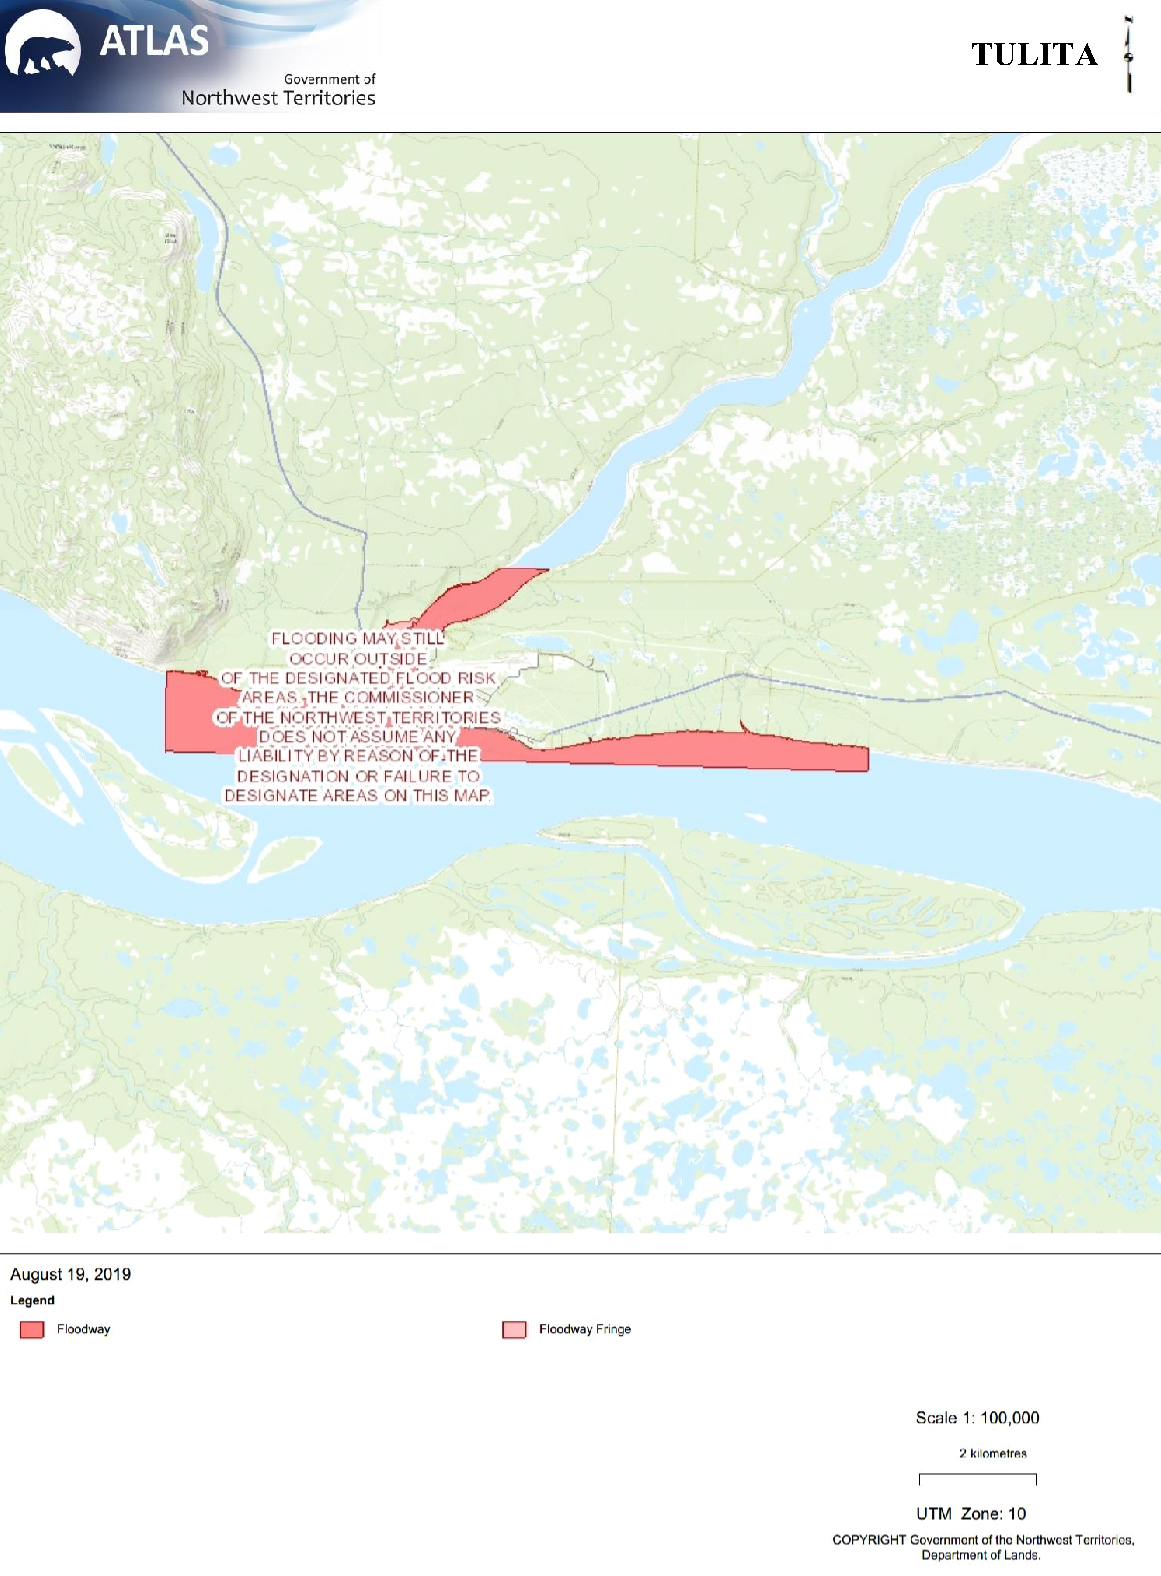 ATLAS
Government of
Northwest Territories
TULITA
FLOODING MAY STILL
OCCUR OUTSIDE
OF THE DESIGNATED FLOOD RISK
AREAS. THE COMMISSIONER
OF THE NORTHWEST TERRITORIES
DOES NOT ASSUME ANY
LIABILITY BY REASON OF THE
DESIGNATION OR FAILURE TO
DESIGNATE AREAS ON THIS MAP.
August 19, 2019
Legend
Floodway
Floodway Fringe
Scale 1: 100,000
2 kilometres
UTM Zone: 10
COPYRIGHT Government of the Northwest Territories,
Department of Lands.